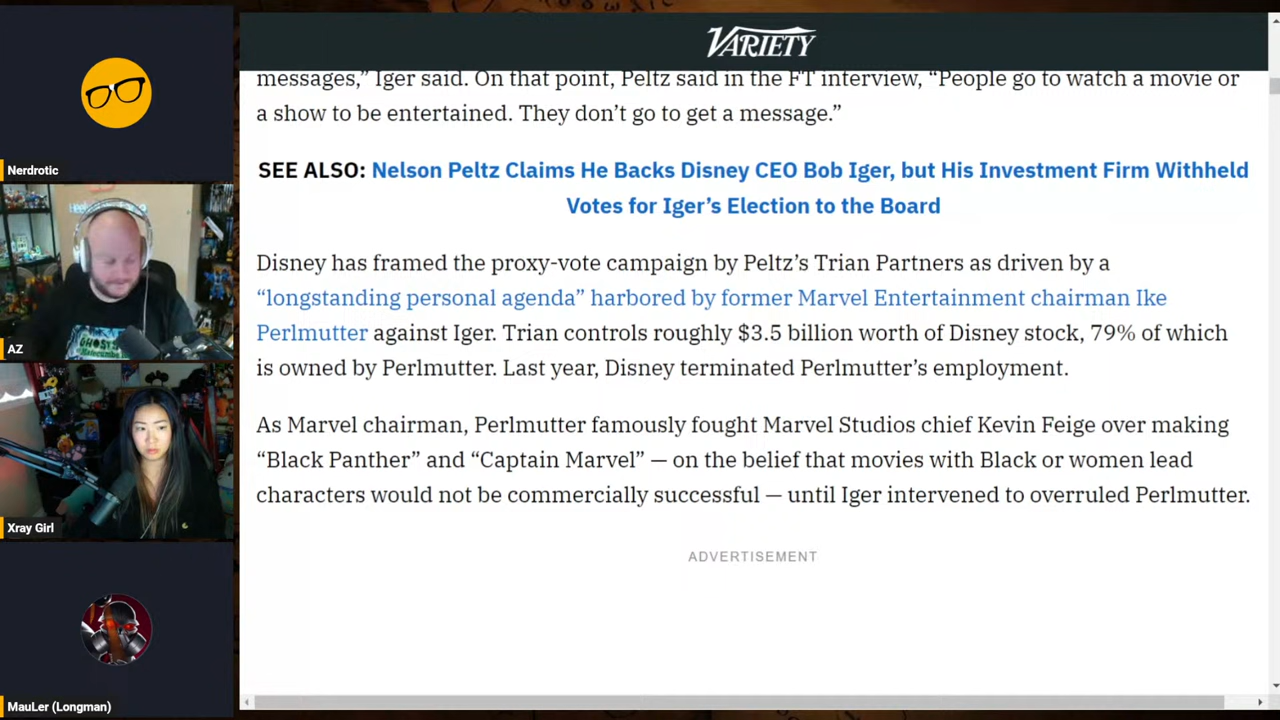 VARIETY
messages,” Iger said. On that point, Peltz said in the FT interview, “People go to watch a movie or
a show to be entertained. They don’t go to get a message.”
SEE ALSO: Nelson Peltz Claims He Backs Disney CEO Bob Iger, but His Investment Firm Withheld
Votes for Iger’s Election to the Board
Disney has framed the proxy-vote campaign by Peltz’s Trian Partners as driven by a
“longstanding personal agenda” harbored by former Marvel Entertainment chairman Ike
Perlmutter against Iger. Trian controls roughly $3.5 billion worth of Disney stock, 79% of which
is owned by Perlmutter. Last year, Disney terminated Perlmutter’s employment.
As Marvel chairman, Perlmutter famously fought Marvel Studios chief Kevin Feige over making
“Black Panther” and “Captain Marvel” — on the belief that movies with Black or women lead
characters would not be commercially successful — until Iger intervened to overruled Perlmutter.
ADVERTISEMENT
Nerdrotic
AZ
Xray Girl
MauLer (Longman)